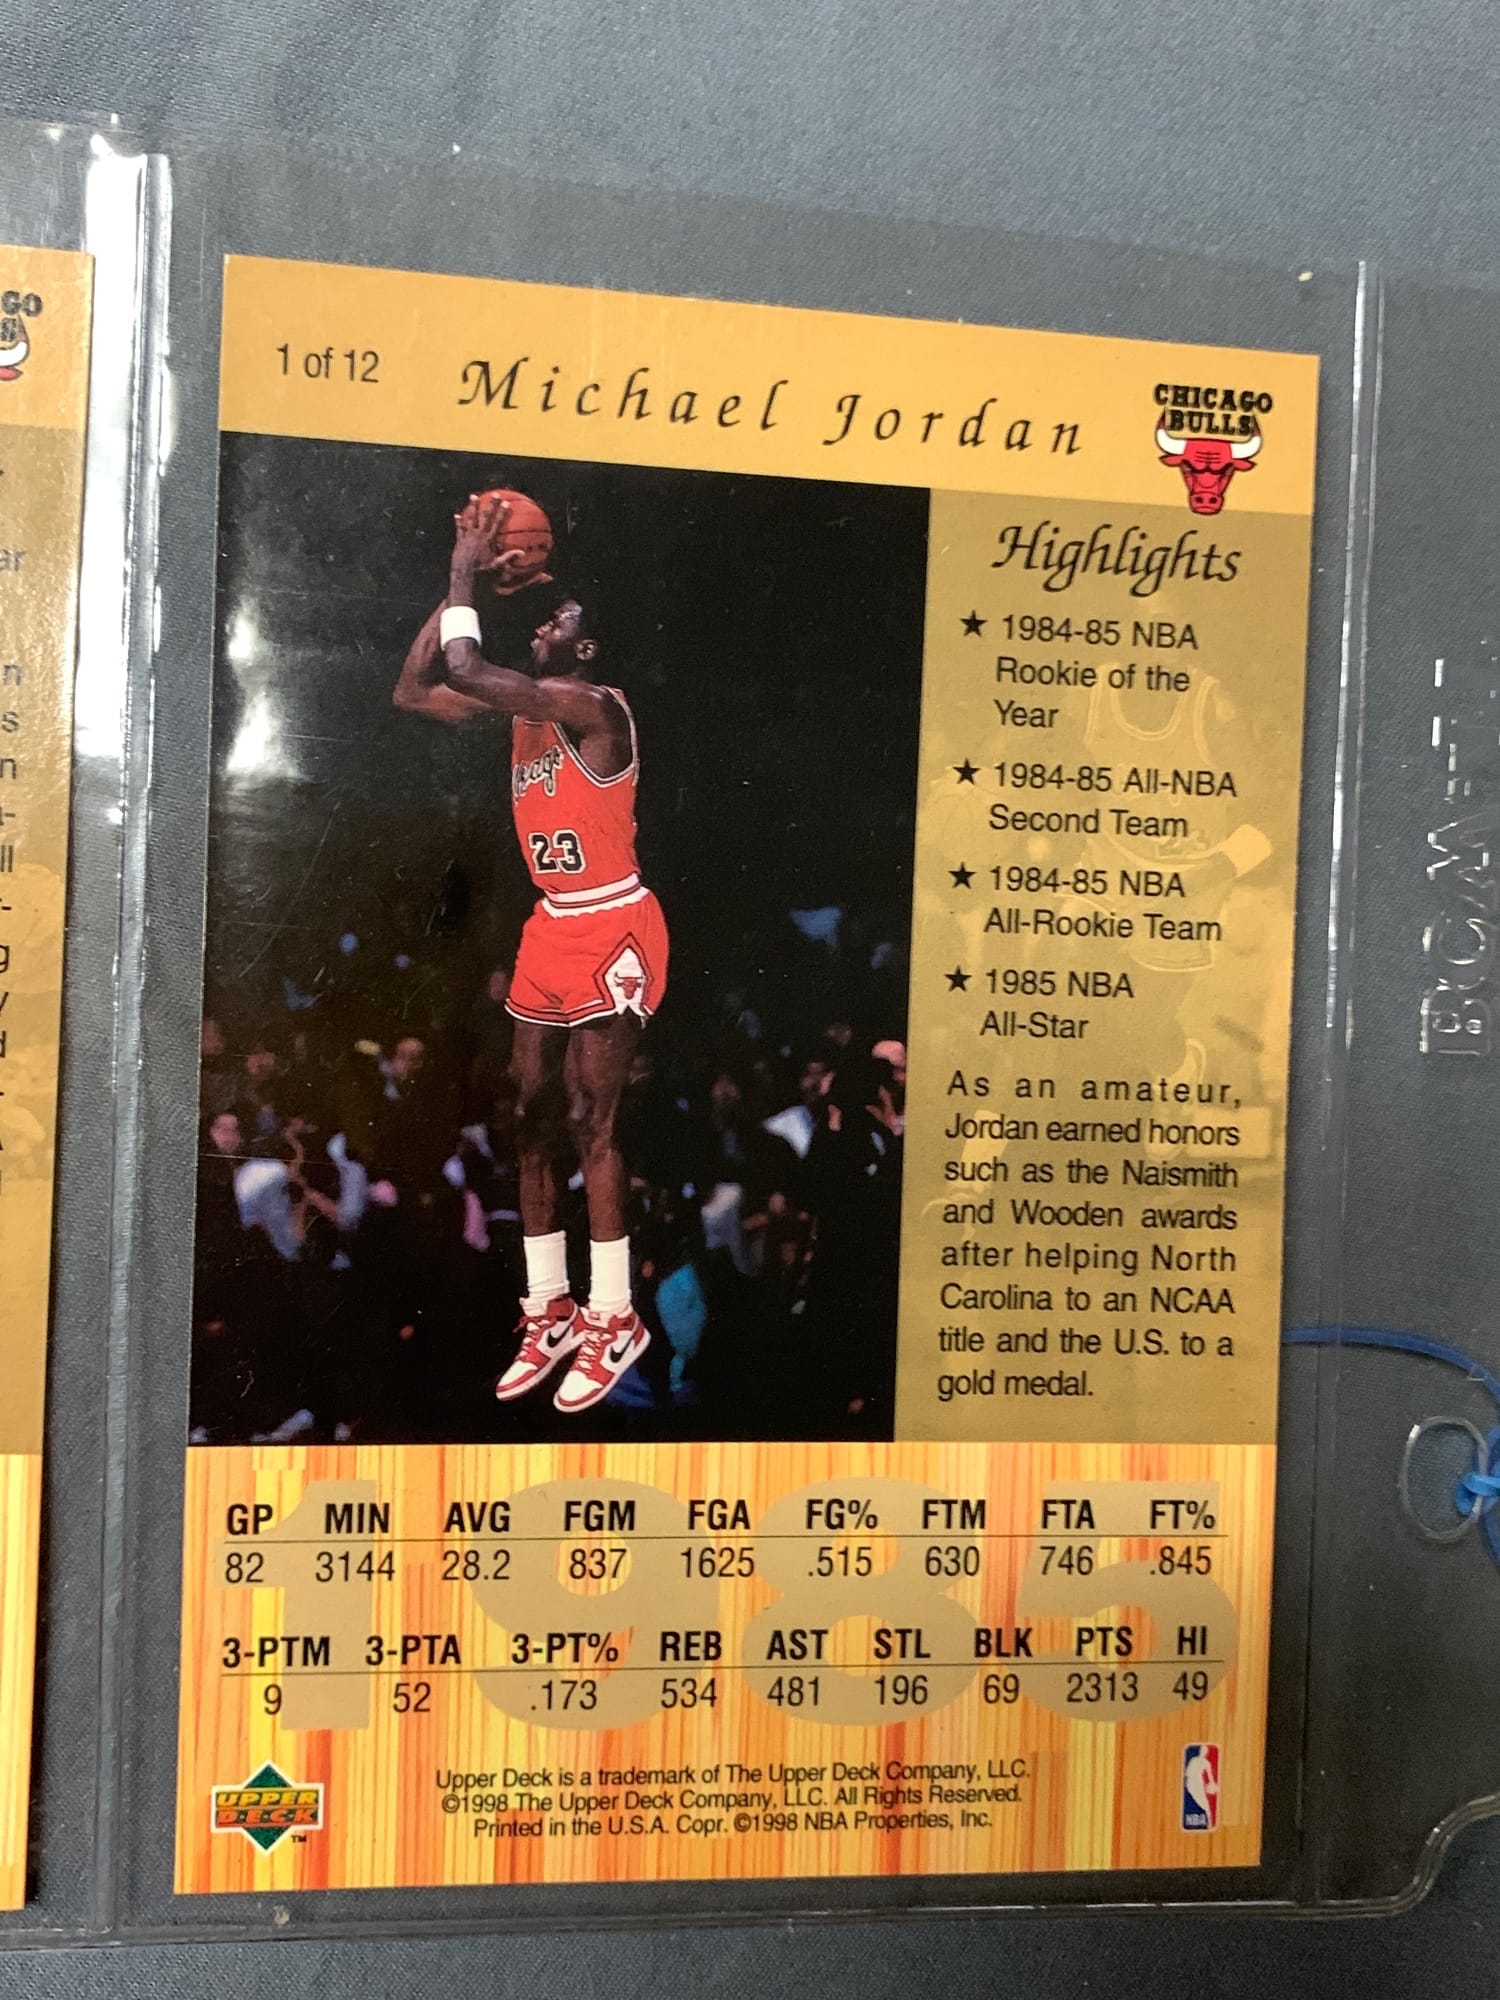 1 of 12
Michael Jordan
CHICAGO
BULLS
Highlights
★ 1984-85 NBA
Rookie of the
Year
★ 1984-85 All-NBA
Second Team
★ 1984-85 NBA
All-Rookie Team
★ 1985 NBA
All-Star
As an amateur,
Jordan earned honors
such as the Naismith
and Wooden awards
after helping North
Carolina to an NCAA
title and the U.S. to a
gold medal.
23
1985
GP MIN AVG FGM FGA FG% FTM FTA FT%
82 3144 28.2 837 1625 .515 630 746 .845
3-PTM 3-PTA 3-PT% REB AST STL BLK PTS HI
9 52 .173 534 481 196 69 2313 49
UPPER
DECK
TM
Upper Deck is a trademark of The Upper Deck Company, LLC.
©1998 The Upper Deck Company, LLC. All Rights Reserved.
Printed in the U.S.A. Copr. ©1998 NBA Properties, Inc.
NBA